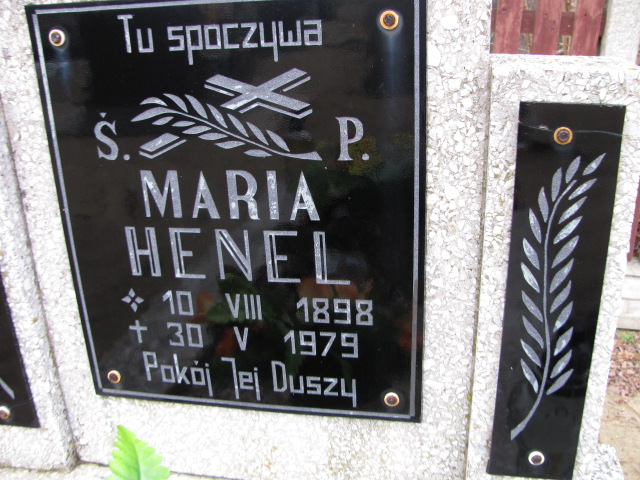 Tu spoczywa
Ś. P.
MARIA
HENEL
10 VIII 1898
+ 30 V 1979
Pokój Jej Duszy